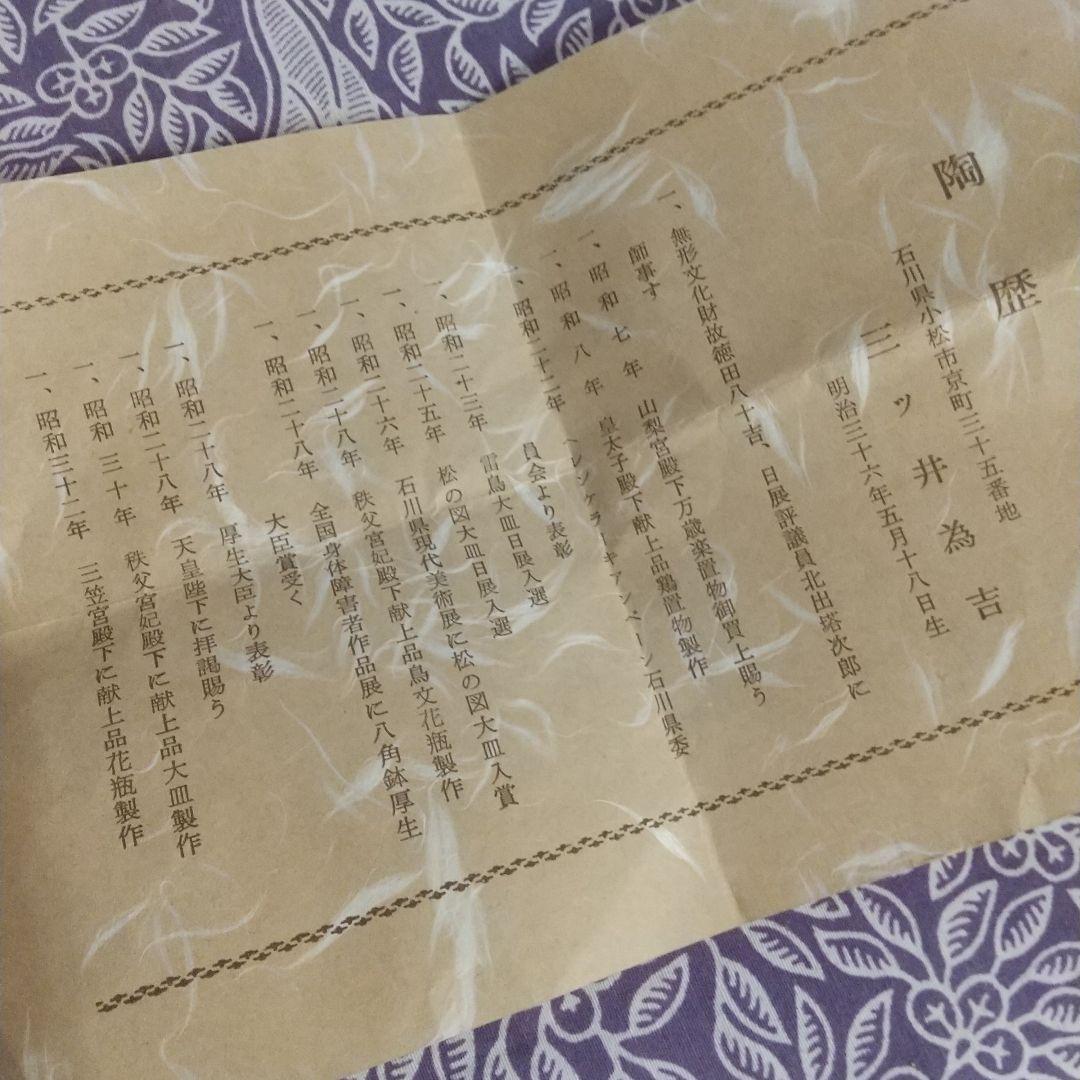 陶歴
石川県小松市京町三十五番地
三ッ井為吉
明治三十六年五月十八日生
一、無形文化財故徳田八十吉、日展評議員北出塔次郎に
師事す
一、昭和七年 山梨宮殿下万歳楽置物御買上賜う
一、昭和八年 皇太子殿下献上品鶏置物製作
一、昭和二十二年 ヘレンケラーキアンペーン石川県委
員会より表彰
一、昭和二十三年 雷鳥大皿日展入選
一、昭和二十五年 松の図大皿日展入選
一、昭和二十六年 石川県現代美術展に松の図大皿入賞
一、昭和二十八年 秩父宮妃殿下献上品鳥文花瓶製作
一、昭和二十八年 全国身体障害者作品展に八角鉢厚生
大臣賞受く
一、昭和二十八年 厚生大臣より表彰
一、昭和二十八年 天皇陛下に拝謁賜う
一、昭和三十年 秩父宮妃殿下に献上品大皿製作
一、昭和三十二年 三笠宮殿下に献上品花瓶製作